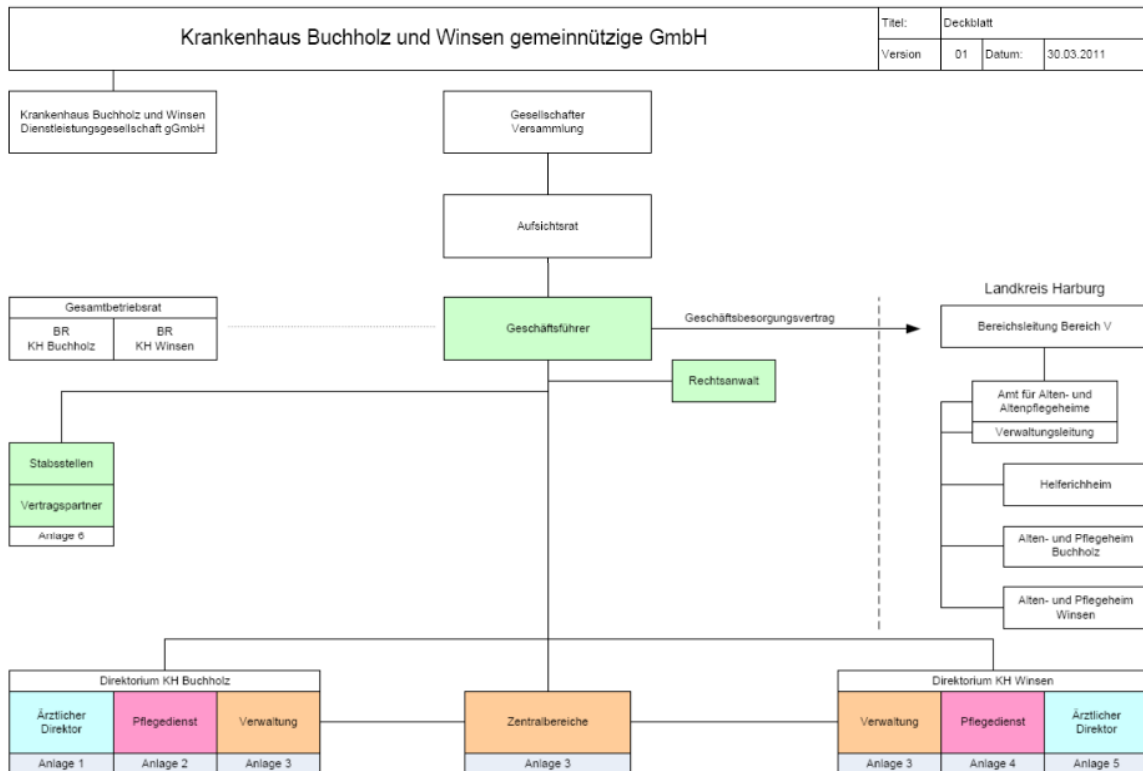 Krankenhaus Buchholz und Winsen gemeinnützige GmbH
Titel: Deckblatt
Version 01 Datum: 30.03.2011
Krankenhaus Buchholz und Winsen
Dienstleistungsgesellschaft gGmbH
Gesellschafter
Versammlung
Aufsichtsrat
Gesamtbetriebsrat
BR
KH Buchholz
BR
KH Winsen
Geschäftsführer
Geschäftsbesorgungsvertrag
Landkreis Harburg
Bereichsleitung Bereich V
Rechtsanwalt
Amt für Alten- und
Altenpflegeheime
Verwaltungsleitung
Stabsstellen
Vertragspartner
Anlage 6
Helferichheim
Alten- und Pflegeheim
Buchholz
Alten- und Pflegeheim
Winsen
Direktorium KH Buchholz
Ärztlicher
Direktor
Pflegedienst
Verwaltung
Anlage 1
Anlage 2
Anlage 3
Zentralbereiche
Anlage 3
Direktorium KH Winsen
Verwaltung
Pflegedienst
Ärztlicher
Direktor
Anlage 3
Anlage 4
Anlage 5